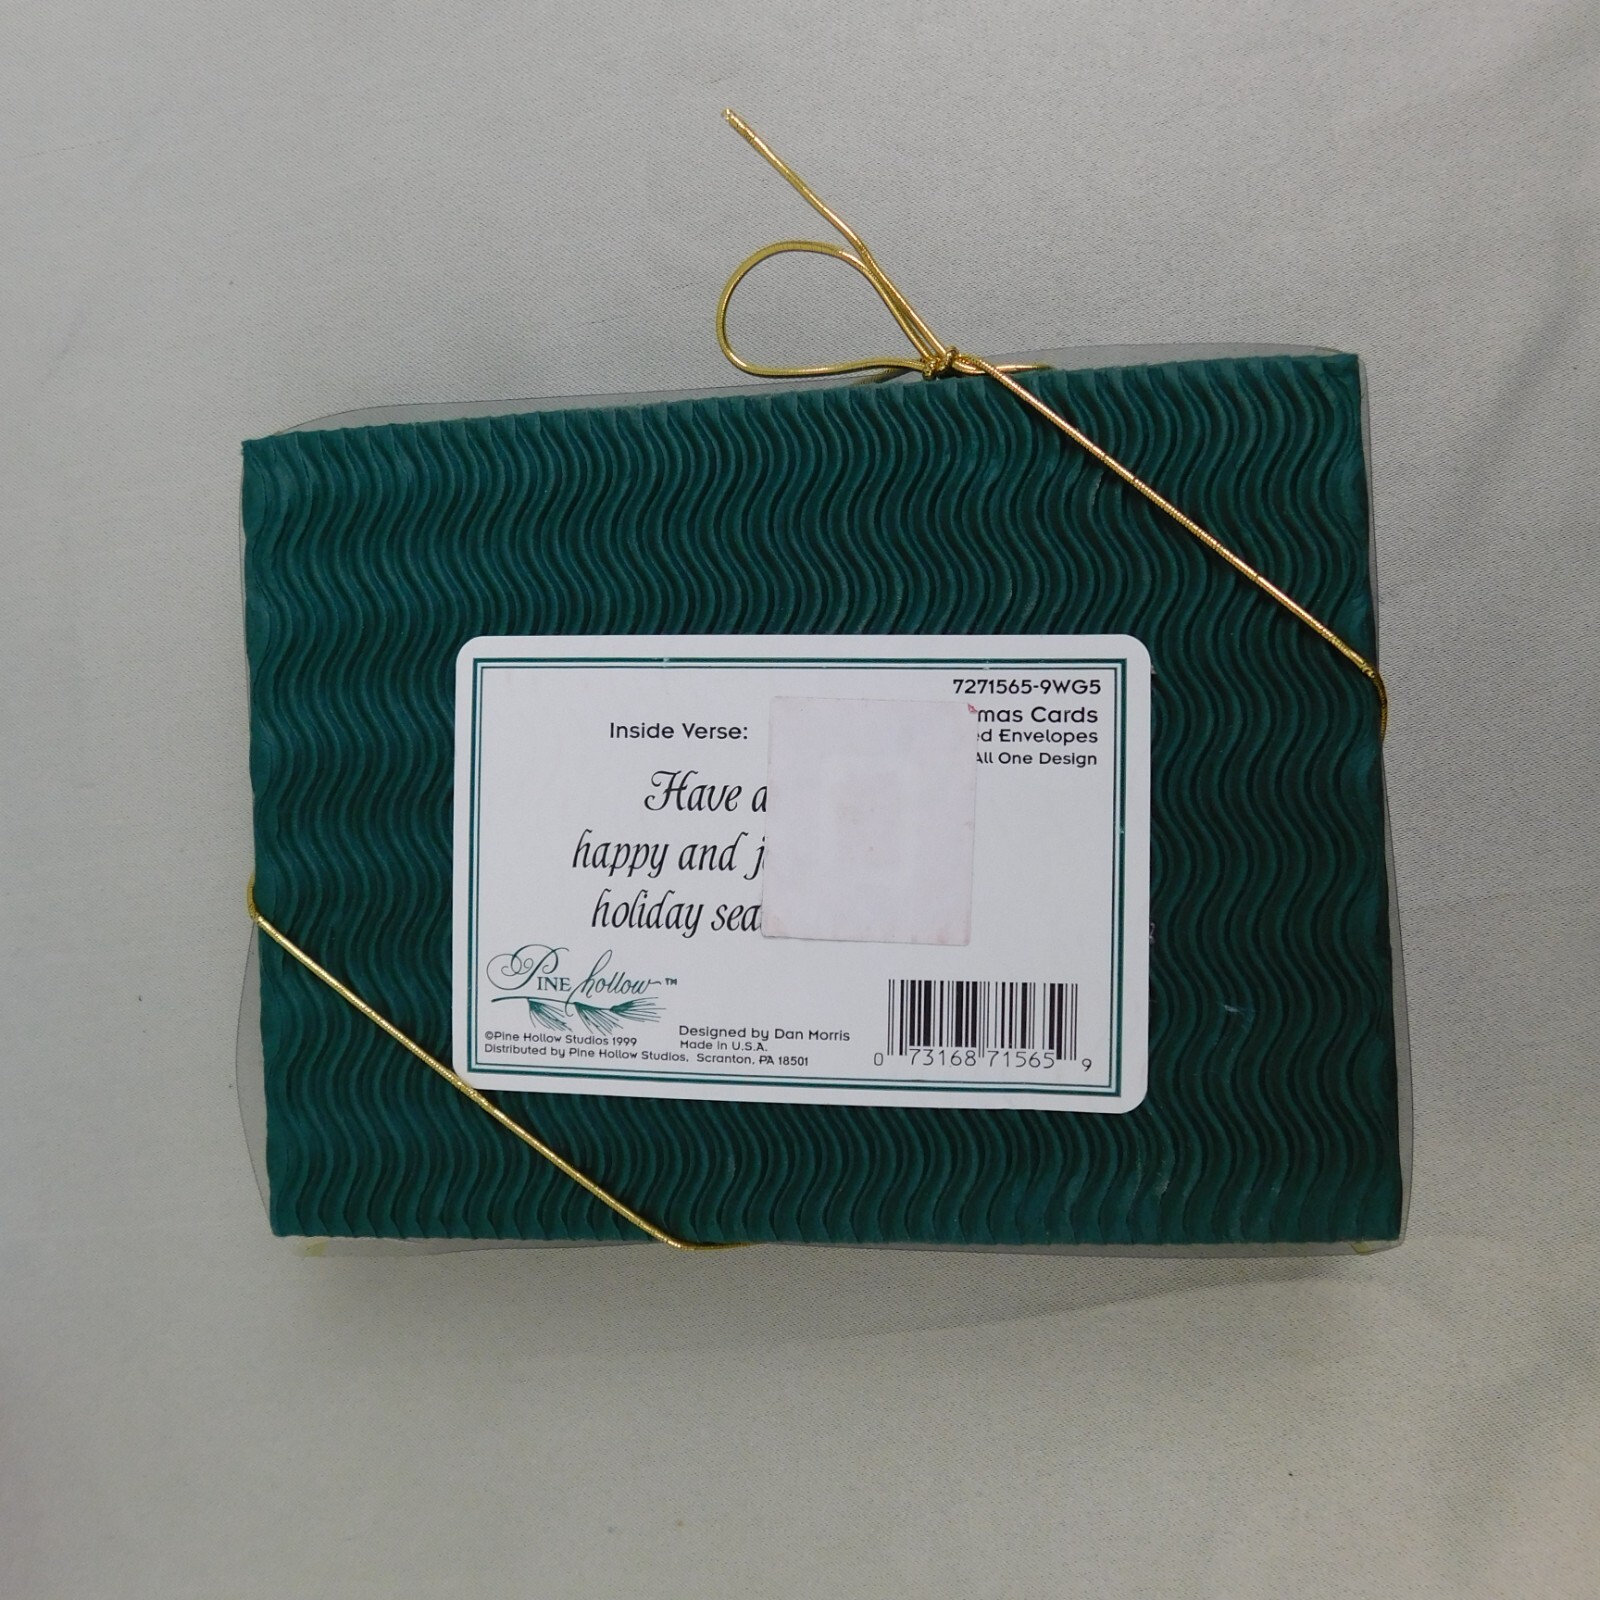 7271565-9WG5
mas Cards
ed Envelopes
All One Design
Inside Verse:
Have a
happy and j
holiday sea
PINE hollow™
©Pine Hollow Studios 1999
Designed by Dan Morris
Made in U.S.A.
Distributed by Pine Hollow Studios, Scranton, PA 18501
0 73168 71565 9